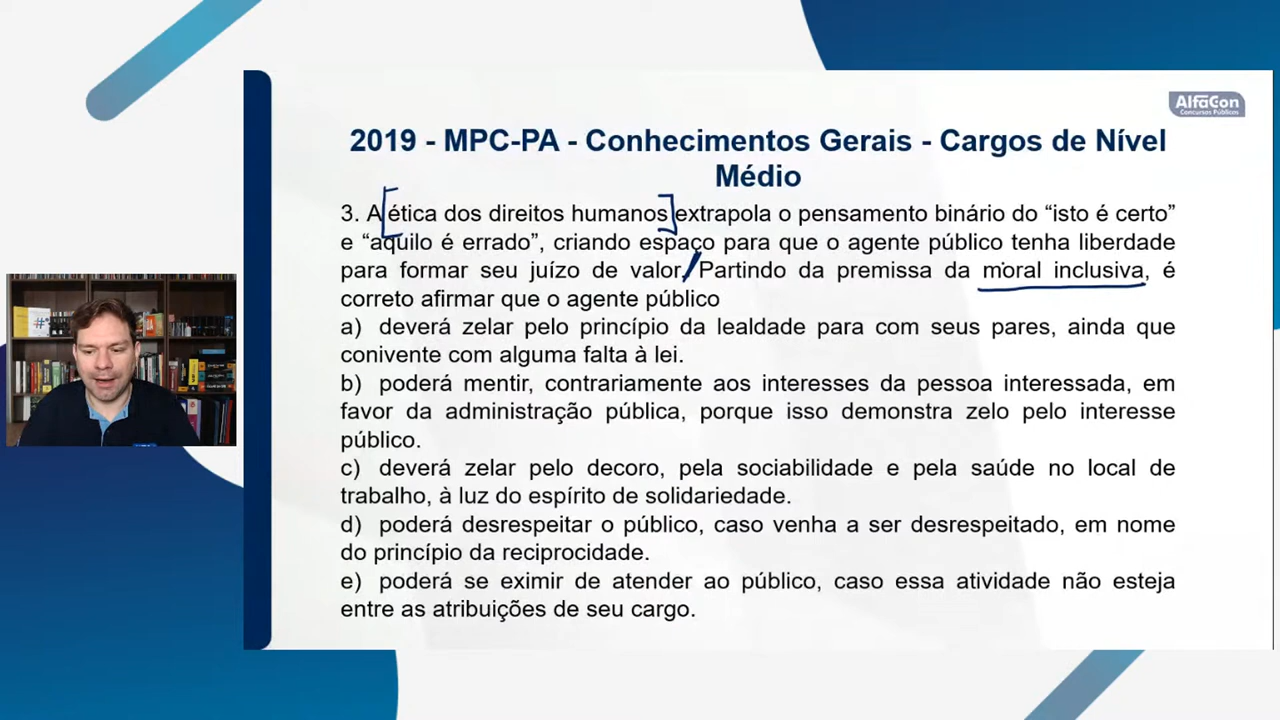 AlfaCon
Concursos Públicos
2019 - MPC-PA - Conhecimentos Gerais - Cargos de Nível
Médio
3. A ética dos direitos humanos extrapola o pensamento binário do “isto é certo”
e “aquilo é errado”, criando espaço para que o agente público tenha liberdade
para formar seu juízo de valor. Partindo da premissa da moral inclusiva, é
correto afirmar que o agente público
a) deverá zelar pelo princípio da lealdade para com seus pares, ainda que
conivente com alguma falta à lei.
b) poderá mentir, contrariamente aos interesses da pessoa interessada, em
favor da administração pública, porque isso demonstra zelo pelo interesse
público.
c) deverá zelar pelo decoro, pela sociabilidade e pela saúde no local de
trabalho, à luz do espírito de solidariedade.
d) poderá desrespeitar o público, caso venha a ser desrespeitado, em nome
do princípio da reciprocidade.
e) poderá se eximir de atender ao público, caso essa atividade não esteja
entre as atribuições de seu cargo.